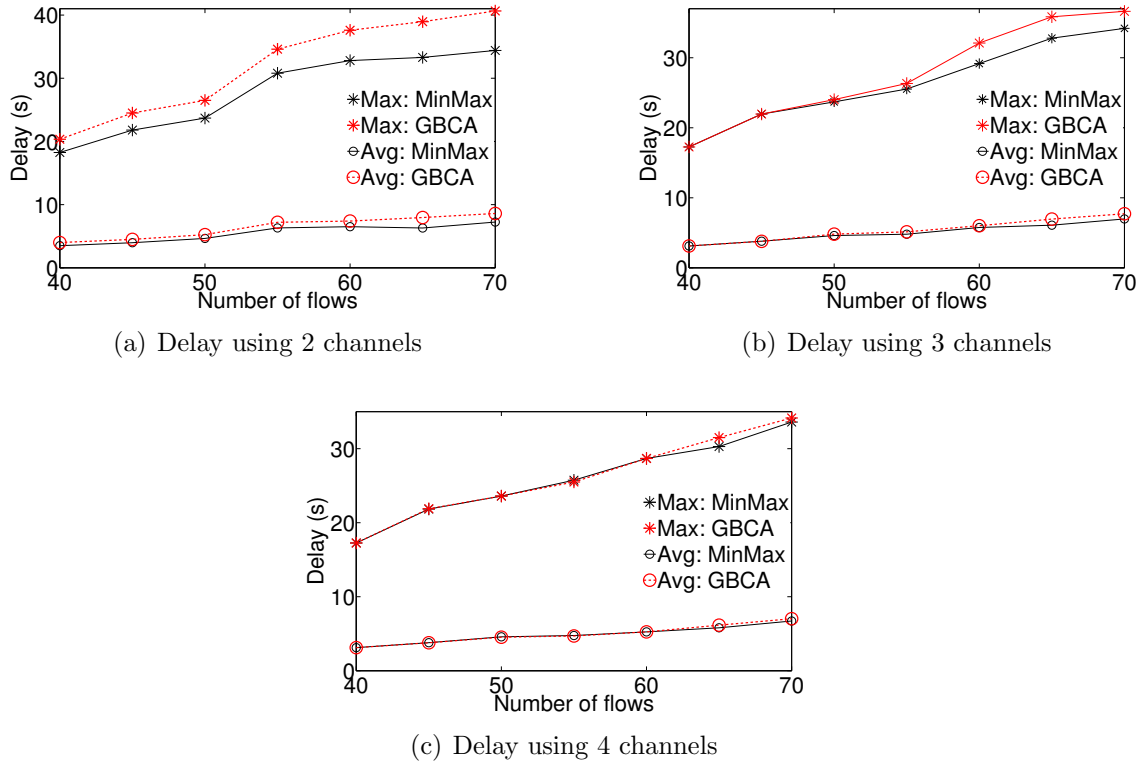 40
30
20
10
0
Delay (s)
Max: MinMax
Max: GBCA
Avg: MinMax
Avg: GBCA
40
50
60
70
Number of flows
(a) Delay using 2 channels
30
20
10
0
Delay (s)
Max: MinMax
Max: GBCA
Avg: MinMax
Avg: GBCA
40
50
60
70
Number of flows
(b) Delay using 3 channels
30
20
10
0
Delay (s)
Max: MinMax
Max: GBCA
Avg: MinMax
Avg: GBCA
40
50
60
70
Number of flows
(c) Delay using 4 channels